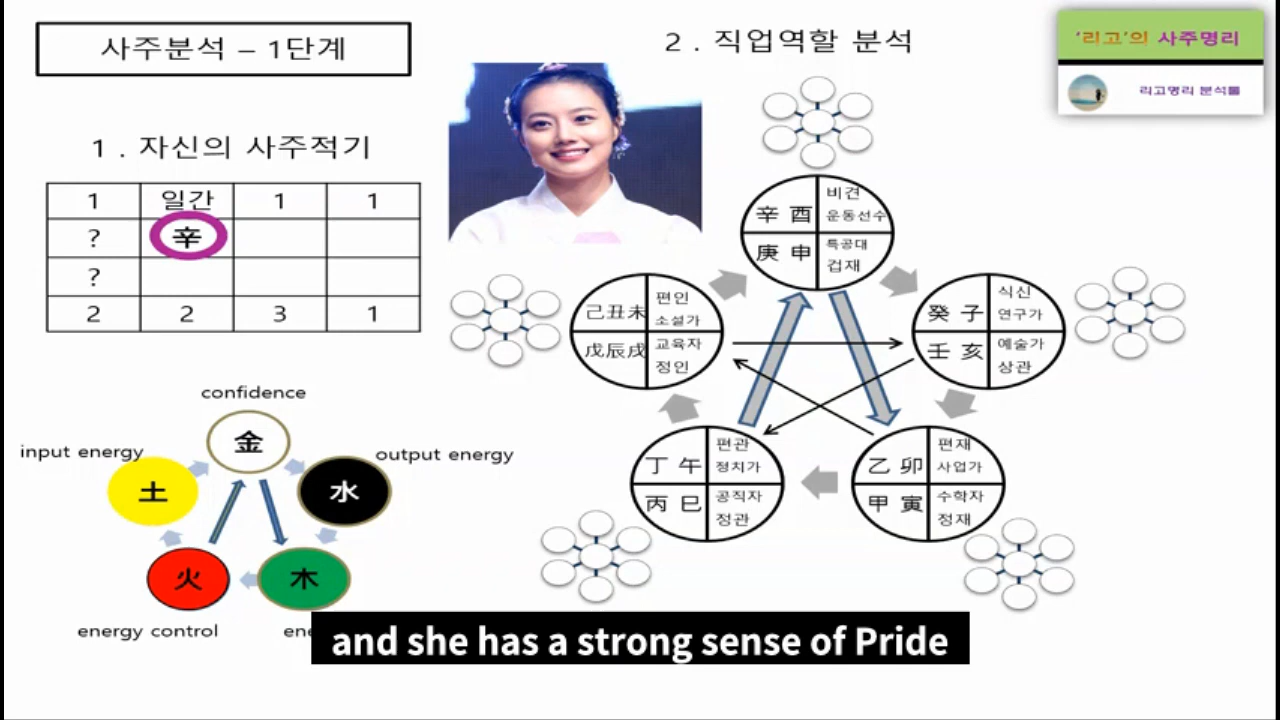 사주분석 – 1단계
2 . 직업역할 분석
'리고'의 사주명리
리고명리 분석툴
1 . 자신의 사주적기
1 일간 1 1
? 辛
?
2 2 3 1
辛 酉 비견
운동선수
庚 申 특공대
겁재
己丑未 편인
소설가
戊辰戌 교육자
정인
癸 子 식신
연구가
壬 亥 예술가
상관
丁 午 편관
정치가
丙 巳 공직자
정관
乙 卯 편재
사업가
甲 寅 수학자
정재
confidence
金
input energy
output energy
土
水
火
木
energy control
and she has a strong sense of Pride